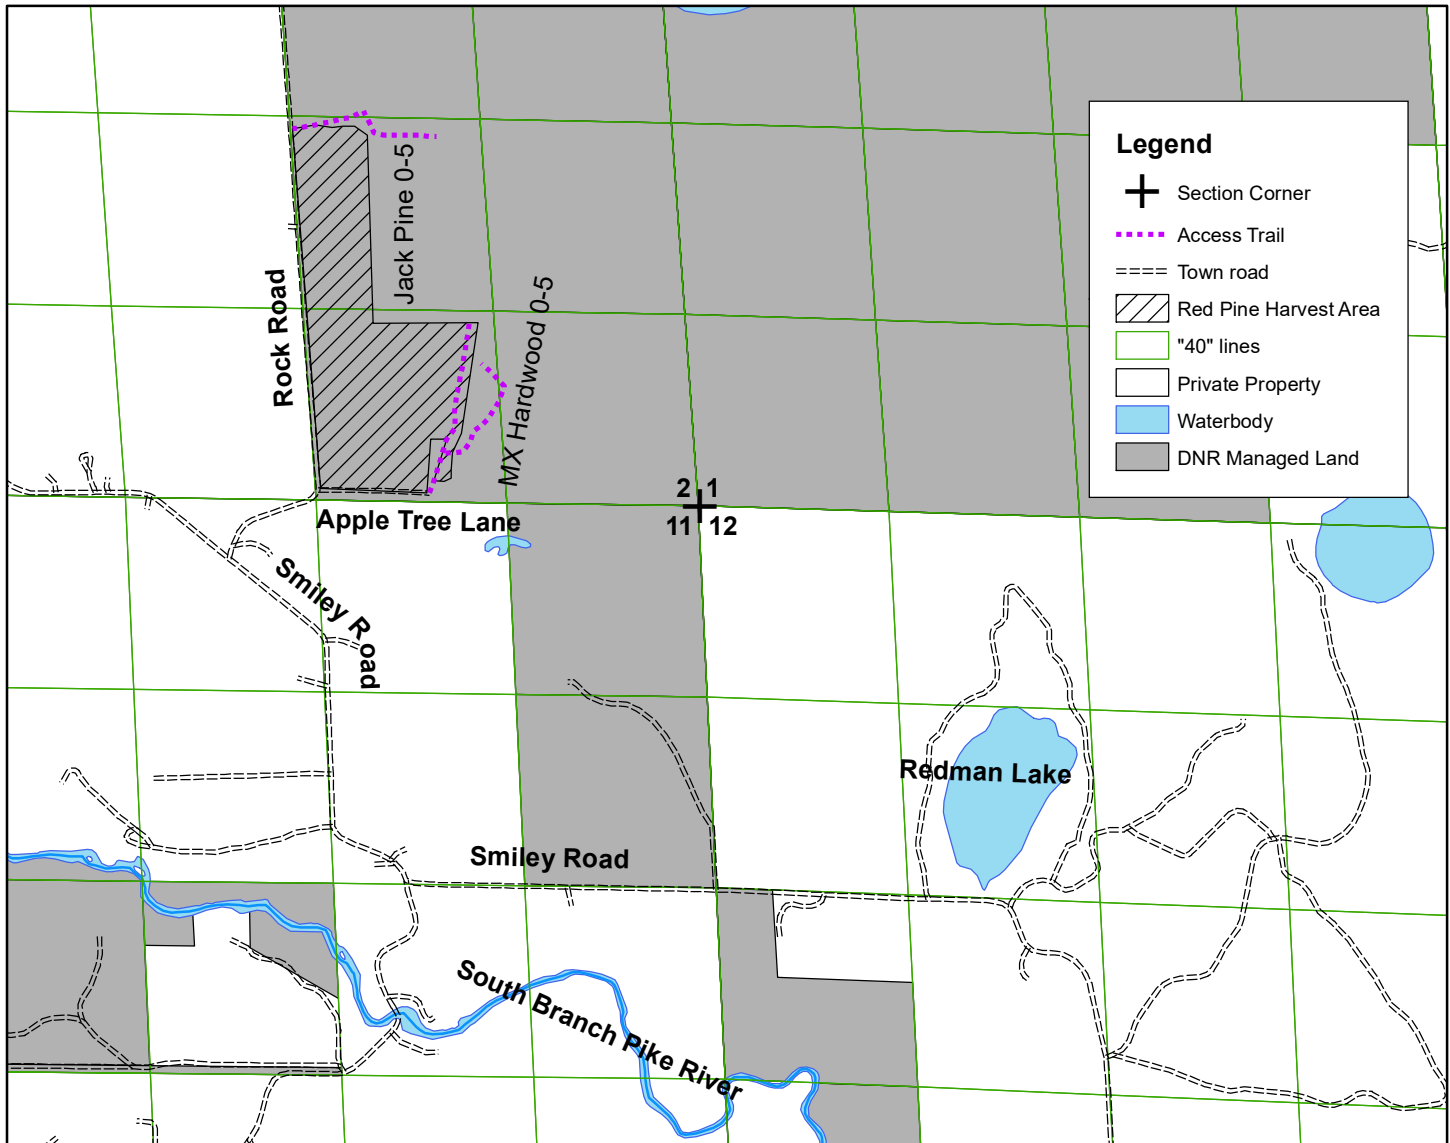 Legend
Section Corner
Access Trail
Town road
Red Pine Harvest Area
"40" lines
Private Property
Waterbody
DNR Managed Land
Jack Pine 0-5
Rock Road
MX Hardwood 0-5
2 1
11 12
Apple Tree Lane
Smiley Road
Redman Lake
Smiley Road
South Branch Pike River